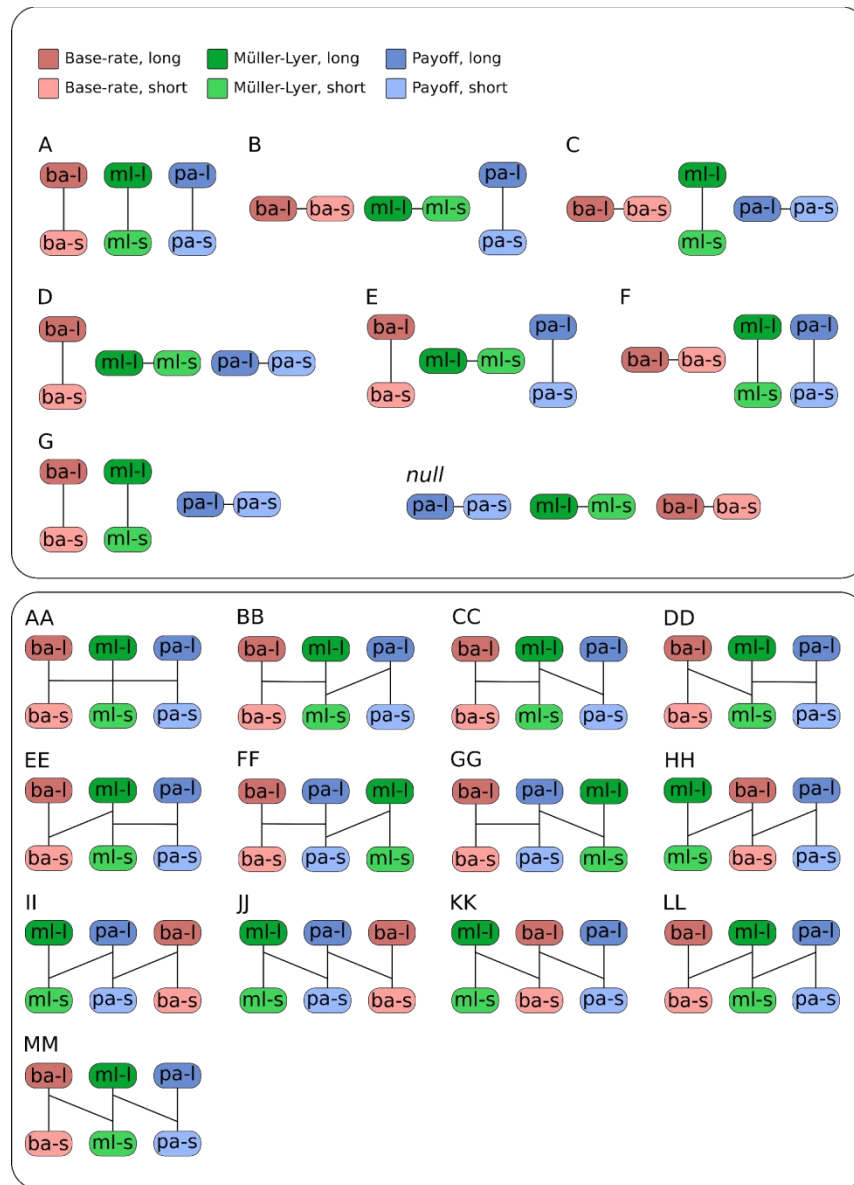 Base-rate, long Müller-Lyer, long Payoff, long
Base-rate, short Müller-Lyer, short Payoff, short
A B C
ba-l ml-l pa-l pa-l ml-l
ba-l ba-s ml-l ml-s ba-l ba-s pa-l pa-s
ba-s ml-s pa-s pa-s ml-s
D E F
ba-l ba-l pa-l ml-l pa-l
ml-l ml-s pa-l pa-s ml-l ml-s ba-l ba-s
ba-s ba-s pa-s ml-s pa-s
G
ba-l ml-l null
pa-l pa-s pa-l pa-s ml-l ml-s ba-l ba-s
ba-s ml-s
AA BB CC DD
ba-l ml-l pa-l ba-l ml-l pa-l ba-l ml-l pa-l ba-l ml-l pa-l
ba-s ml-s pa-s ba-s ml-s pa-s ba-s ml-s pa-s ba-s ml-s pa-s
EE FF GG HH
ba-l ml-l pa-l ba-l pa-l ml-l ba-l pa-l ml-l ml-l ba-l pa-l
ba-s ml-s pa-s ba-s pa-s ml-s ba-s pa-s ml-s ml-s ba-s pa-s
II JJ KK LL
ml-l pa-l ba-l ml-l pa-l ba-l ml-l ba-l pa-l ba-l ml-l pa-l
ml-s pa-s ba-s ml-s pa-s ba-s ml-s ba-s pa-s ba-s ml-s pa-s
MM
ba-l ml-l pa-l
ba-s ml-s pa-s